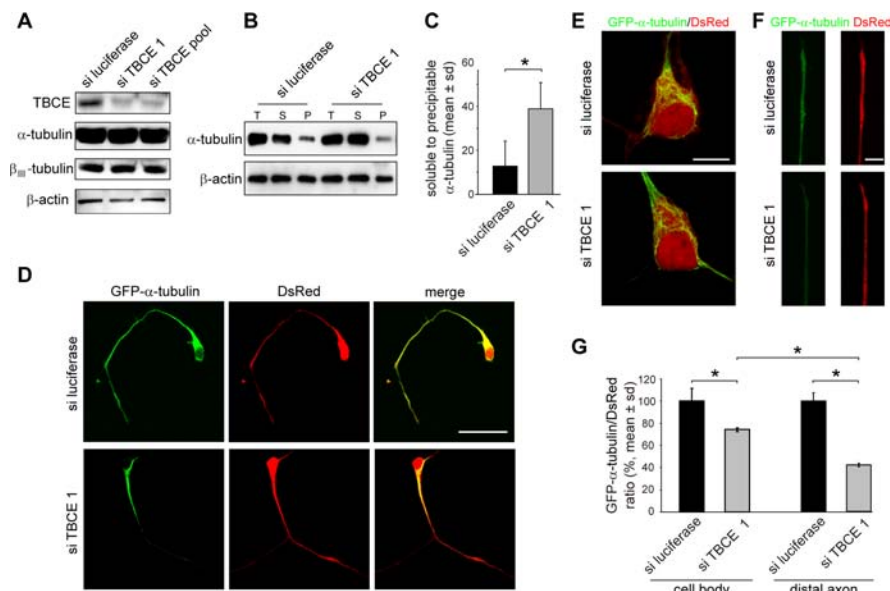 A
si luciferase
si TBCE 1
si TBCE pool
TBCE
α-tubulin
βIII-tubulin
β-actin
B
si luciferase
si TBCE 1
T S P T S P
α-tubulin
β-actin
C
soluble to precipitable
α-tubulin (mean ± sd)
60
40
20
0
*
si luciferase
si TBCE 1
D
GFP-α-tubulin
DsRed
merge
si luciferase
si TBCE 1
E
GFP-α-tubulin/DsRed
si luciferase
si TBCE 1
F
GFP-α-tubulin DsRed
si luciferase
si TBCE 1
G
GFP-α-tubulin/DsRed
ratio (%, mean ± sd)
120
100
80
60
40
20
0
*
*
*
si luciferase
si TBCE 1
si luciferase
si TBCE 1
cell body
distal axon